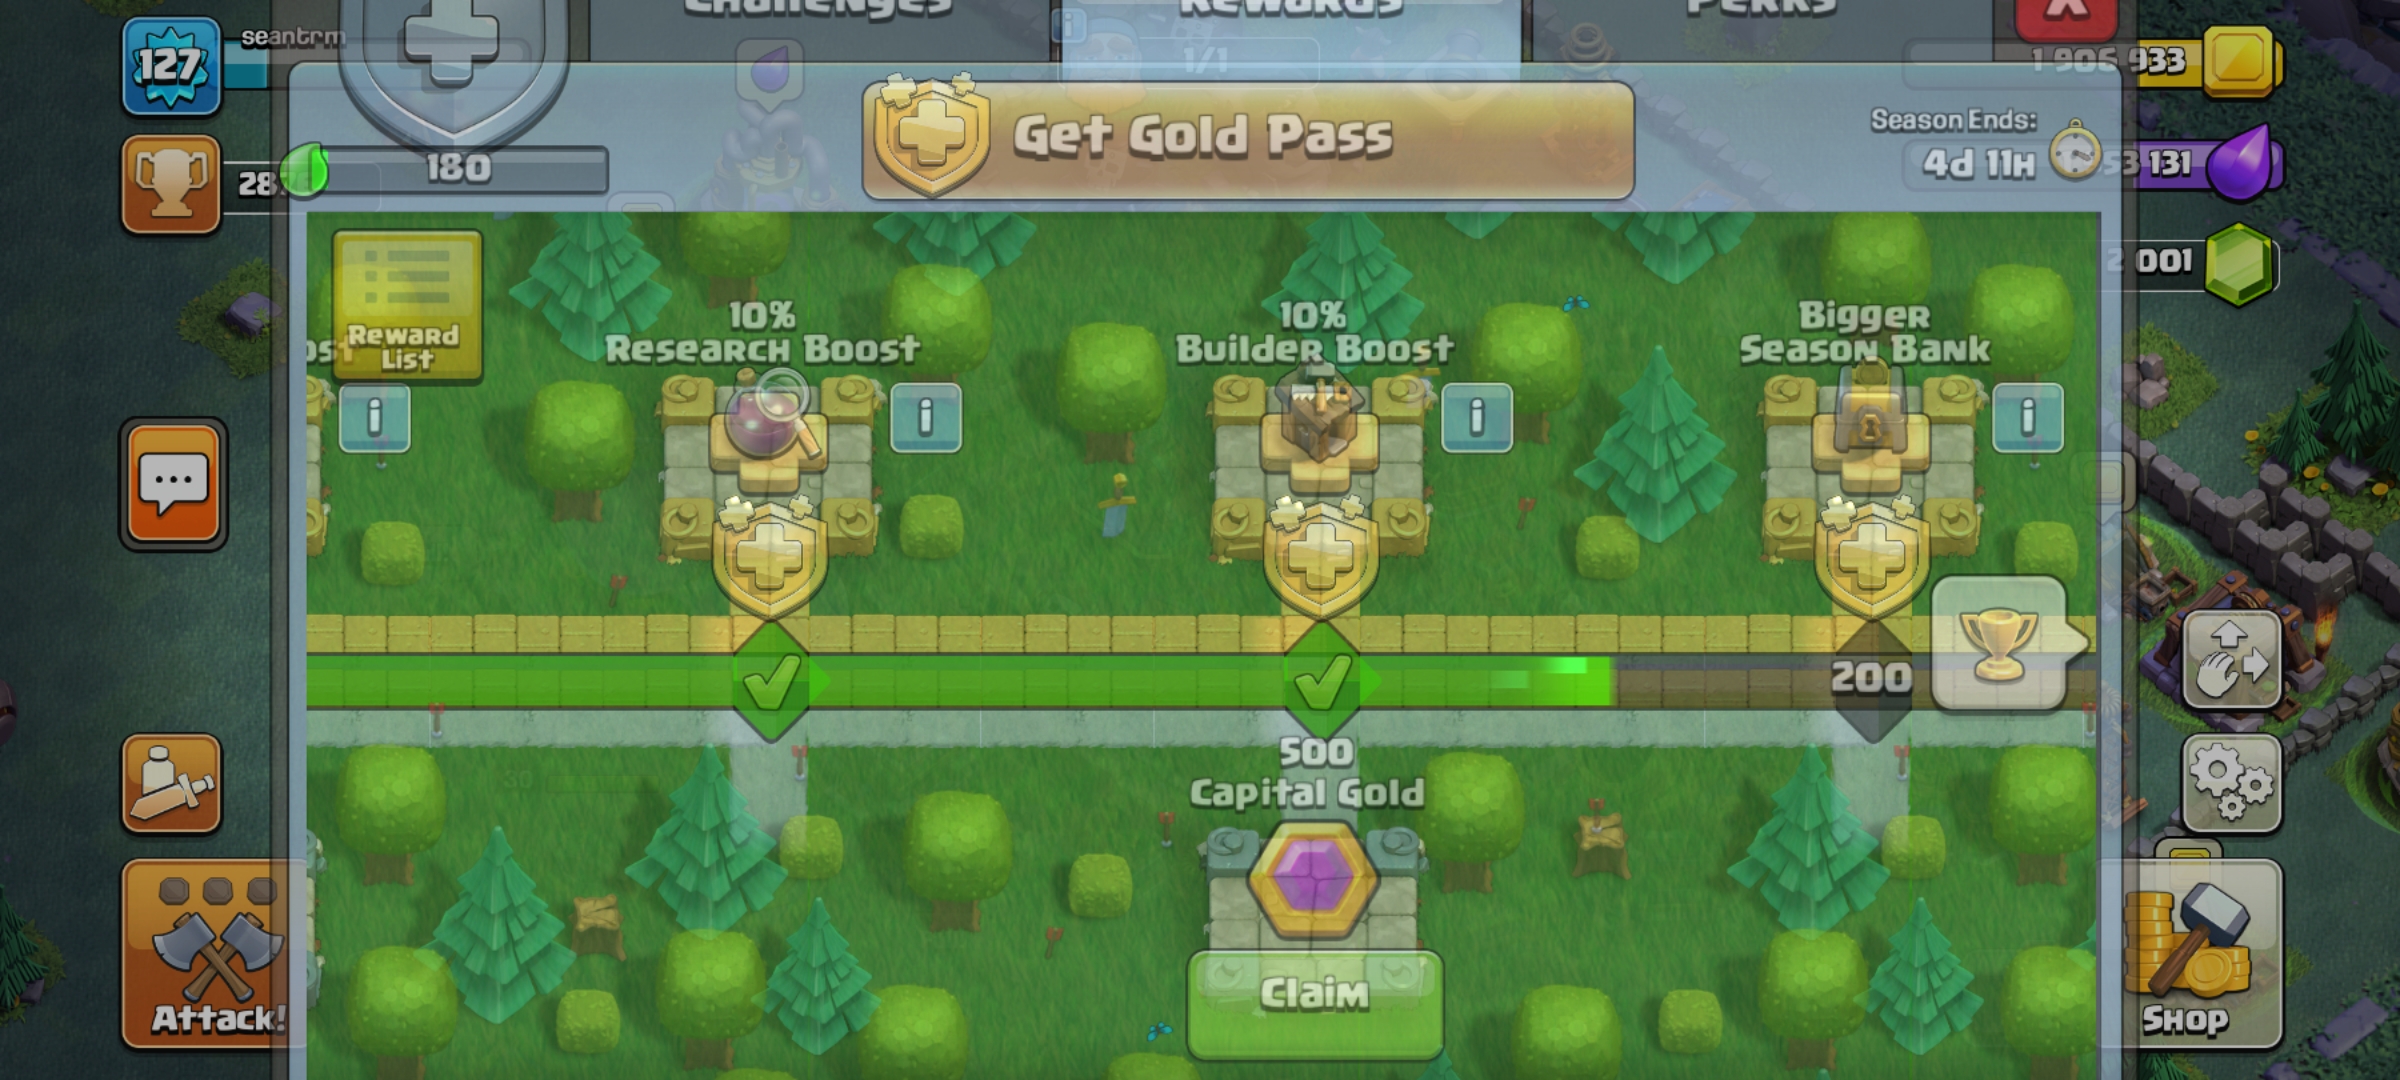 Challenges
Rewards
Perks
127
seantrm
1/1
1 906 933
Get Gold Pass
Season Ends:
4d 11h
180
53 131
2 001
Reward
List
10%
Research Boost
10%
Builder Boost
Bigger
Season Bank
200
500
Capital Gold
Claim
Attack!
Shop